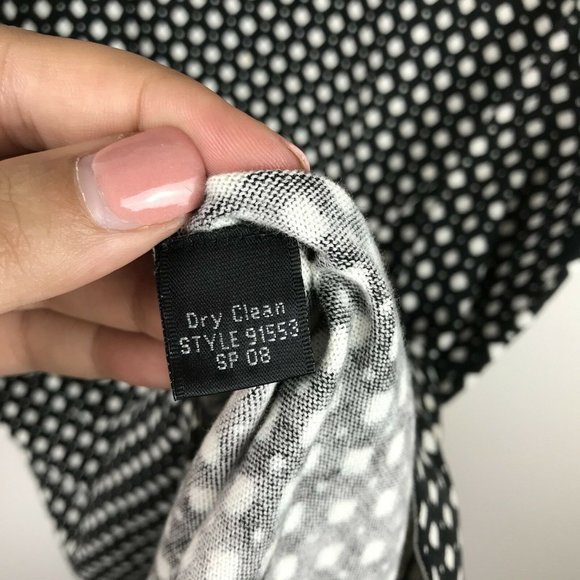 Dry Clean
STYLE 91553
SP 08